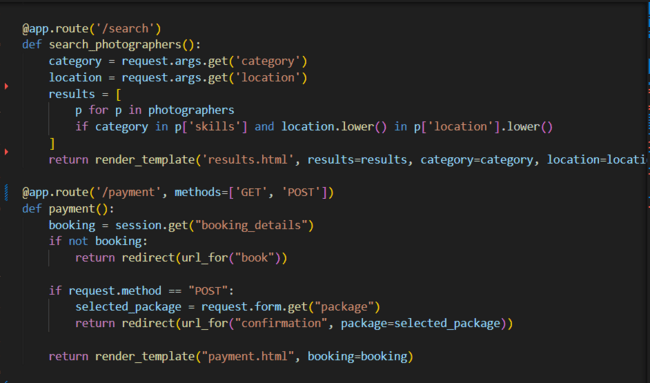 @app.route('/search')
def search_photographers():
    category = request.args.get('category')
    location = request.args.get('location')
    results = [
        p for p in photographers
        if category in p['skills'] and location.lower() in p['location'].lower()
    ]
    return render_template('results.html', results=results, category=category, location=locati
@app.route('/payment', methods=['GET', 'POST'])
def payment():
    booking = session.get("booking_details")
    if not booking:
        return redirect(url_for("book"))
    if request.method == "POST":
        selected_package = request.form.get("package")
        return redirect(url_for("confirmation", package=selected_package))
    return render_template("payment.html", booking=booking)